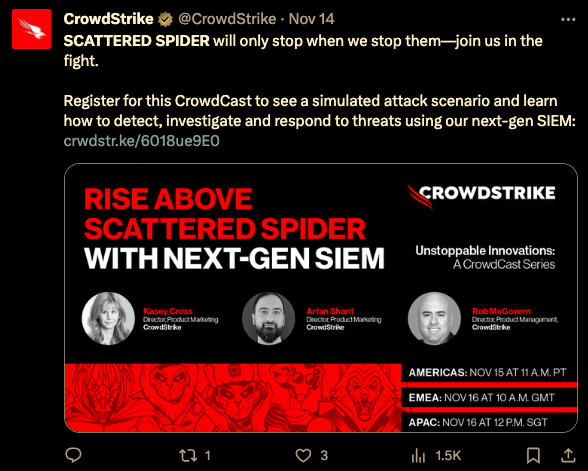 CrowdStrike @CrowdStrike · Nov 14
SCATTERED SPIDER will only stop when we stop them—join us in the
fight.
Register for this CrowdCast to see a simulated attack scenario and learn
how to detect, investigate and respond to threats using our next-gen SIEM:
crwdstr.ke/6018ue9E0
RISE ABOVE
SCATTERED SPIDER
WITH NEXT-GEN SIEM
CROWDSTRIKE
Unstoppable Innovations:
A CrowdCast Series
Kasey Cross
Director, Product Marketing
CrowdStrike
Arfan Sharif
Director, Product Marketing
CrowdStrike
Rob McGovern
Director, Product Management,
CrowdStrike
AMERICAS: NOV 15 AT 11 A.M. PT
EMEA: NOV 16 AT 10 A.M. GMT
APAC: NOV 16 AT 12 P.M. SGT
1 3 1.5K